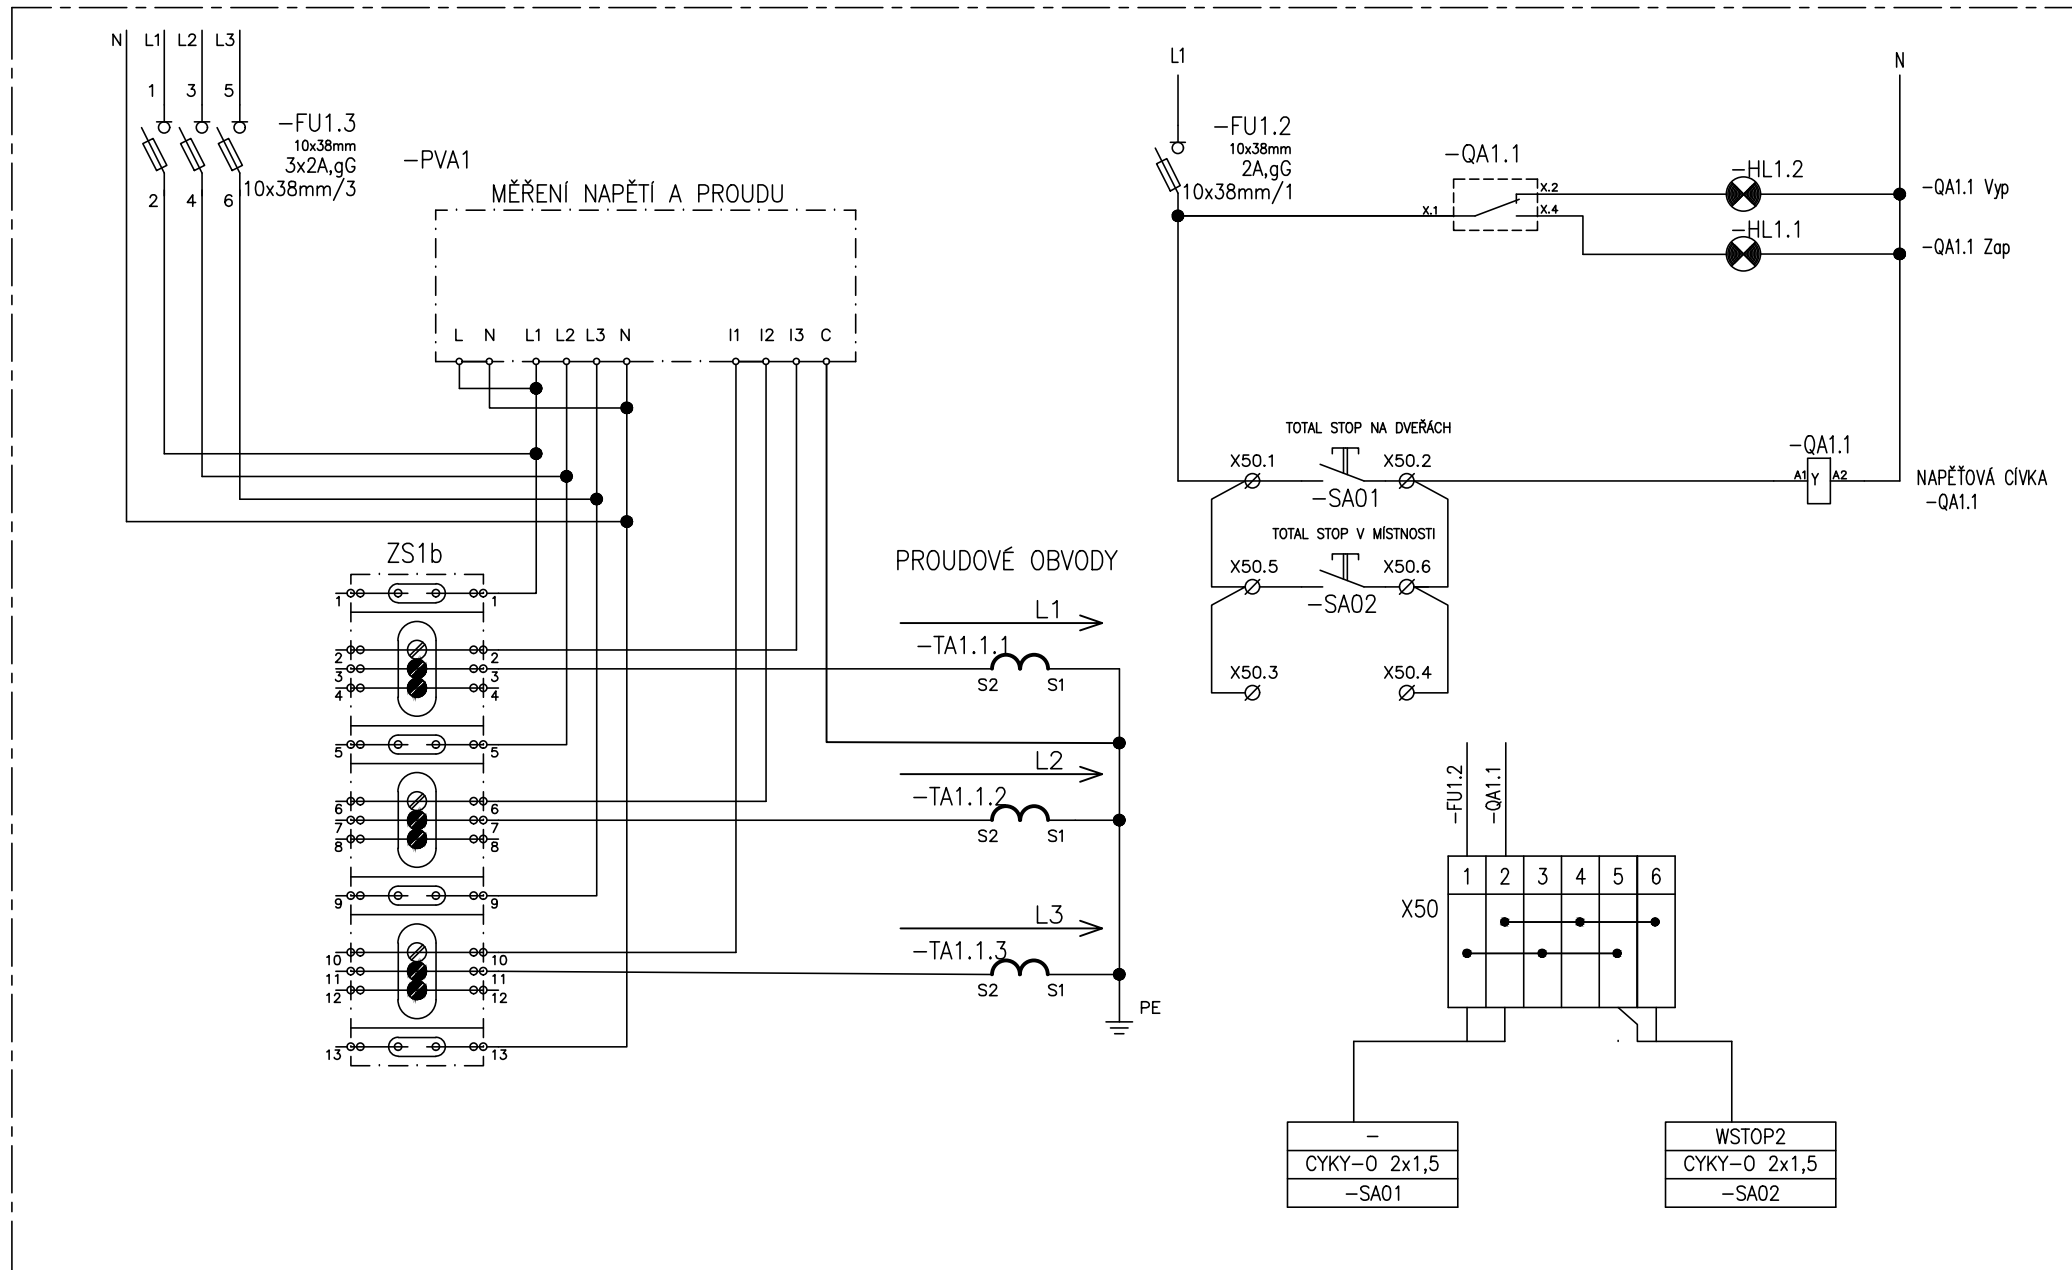 N L1 L2 L3
1 3 5
-FU1.3
10x38mm
3x2A,gG
10x38mm/3
2 4 6
-PVA1
MĚŘENÍ NAPĚTÍ A PROUDU
L N L1 L2 L3 N I1 I2 I3 C
ZS1b
1 1
2 2
3 3
4 4
5 5
6 6
7 7
8 8
9 9
10 10
11 11
12 12
13 13
PROUDOVÉ OBVODY
L1
-TA1.1.1
S2 S1
L2
-TA1.1.2
S2 S1
L3
-TA1.1.3
S2 S1
PE
L1
N
-FU1.2
10x38mm
2A,gG
10x38mm/1
-QA1.1
X.1
X.2
X.4
-HL1.2
-QA1.1 Vyp
-HL1.1
-QA1.1 Zap
TOTAL STOP NA DVEŘÁCH
X50.1 X50.2
-SA01
-QA1.1
A1 Y A2
NAPĚŤOVÁ CÍVKA
-QA1.1
TOTAL STOP V MÍSTNOSTI
X50.5 X50.6
-SA02
X50.3 X50.4
-FU1.2
-QA1.1
1 2 3 4 5 6
X50
-
CYKY-O 2x1,5
-SA01
WSTOP2
CYKY-O 2x1,5
-SA02